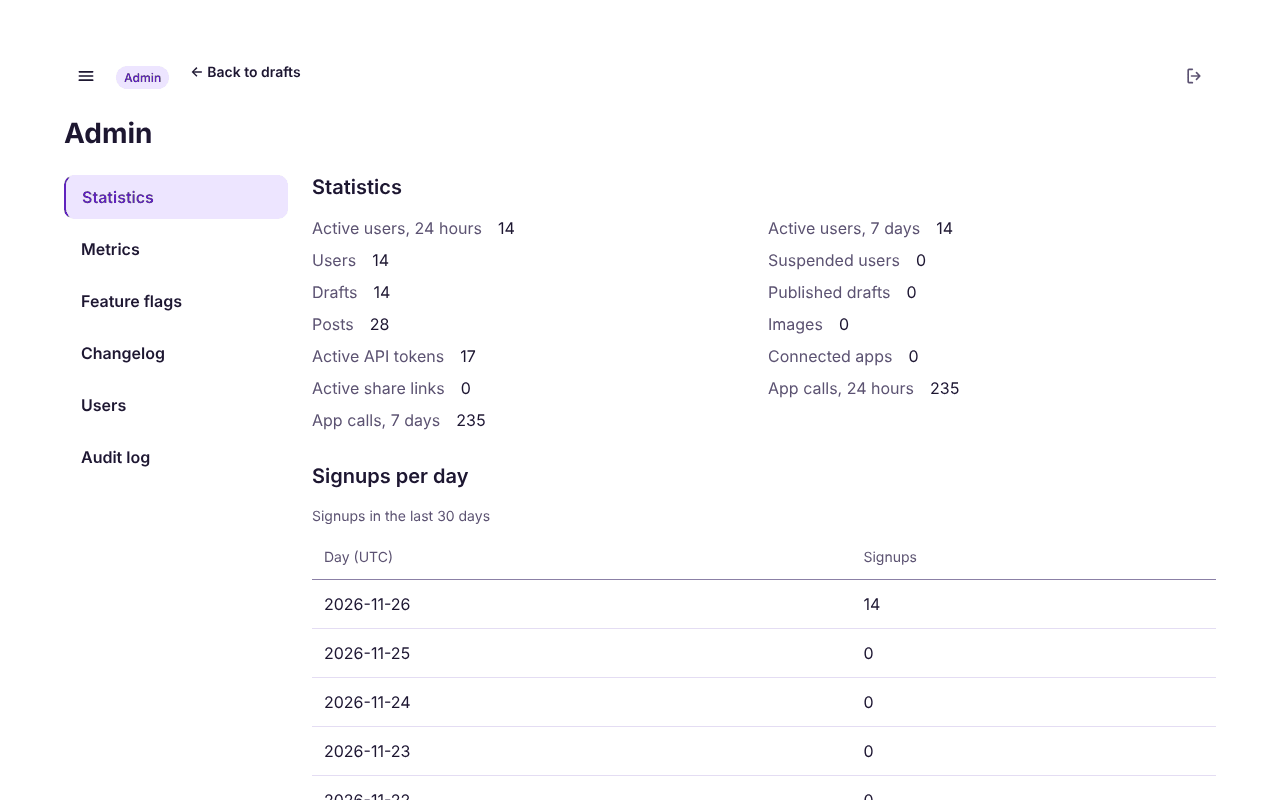 Admin
← Back to drafts
Admin
Statistics
Metrics
Feature flags
Changelog
Users
Audit log
Statistics
Active users, 24 hours 14
Active users, 7 days 14
Users 14
Suspended users 0
Drafts 14
Published drafts 0
Posts 28
Images 0
Active API tokens 17
Connected apps 0
Active share links 0
App calls, 24 hours 235
App calls, 7 days 235
Signups per day
Signups in the last 30 days
Day (UTC) Signups
2026-11-26 14
2026-11-25 0
2026-11-24 0
2026-11-23 0
2026-11-22 0